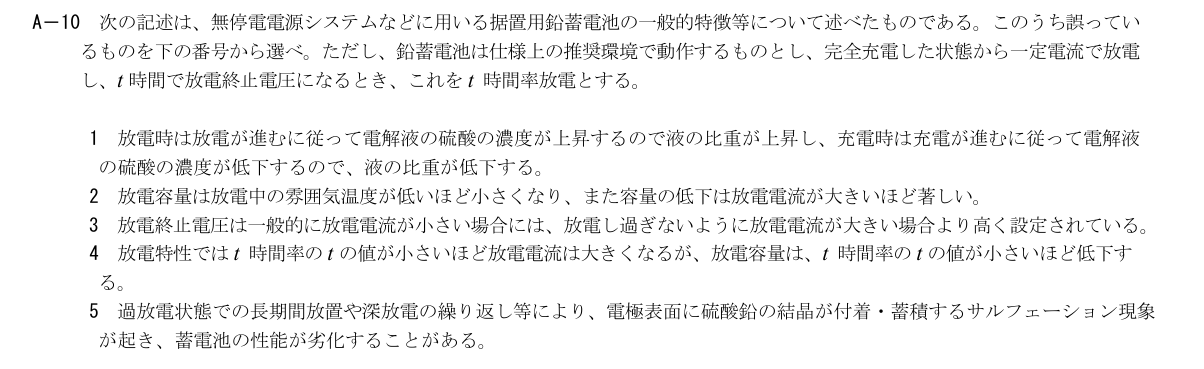 A－10 次の記述は、無停電電源システムなどに用いる据置用鉛蓄電池の一般的特徴等について述べたものである。このうち誤ってい
るものを下の番号から選べ。ただし、鉛蓄電池は仕様上の推奨環境で動作するものとし、完全充電した状態から一定電流で放電
し、t 時間で放電終止電圧になるとき、これを t 時間率放電とする。
1 放電時は放電が進むに従って電解液の硫酸の濃度が上昇するので液の比重が上昇し、充電時は充電が進むに従って電解液
の硫酸の濃度が低下するので、液の比重が低下する。
2 放電容量は放電中の雰囲気温度が低いほど小さくなり、また容量の低下は放電電流が大きいほど著しい。
3 放電終止電圧は一般的に放電電流が小さい場合には、放電し過ぎないように放電電流が大きい場合より高く設定されている。
4 放電特性では t 時間率の t の値が小さいほど放電電流は大きくなるが、放電容量は、t 時間率の t の値が小さいほど低下す
る。
5 過放電状態での長期間放置や深放電の繰り返し等により、電極表面に硫酸鉛の結晶が付着・蓄積するサルフェーション現象
が起き、蓄電池の性能が劣化することがある。